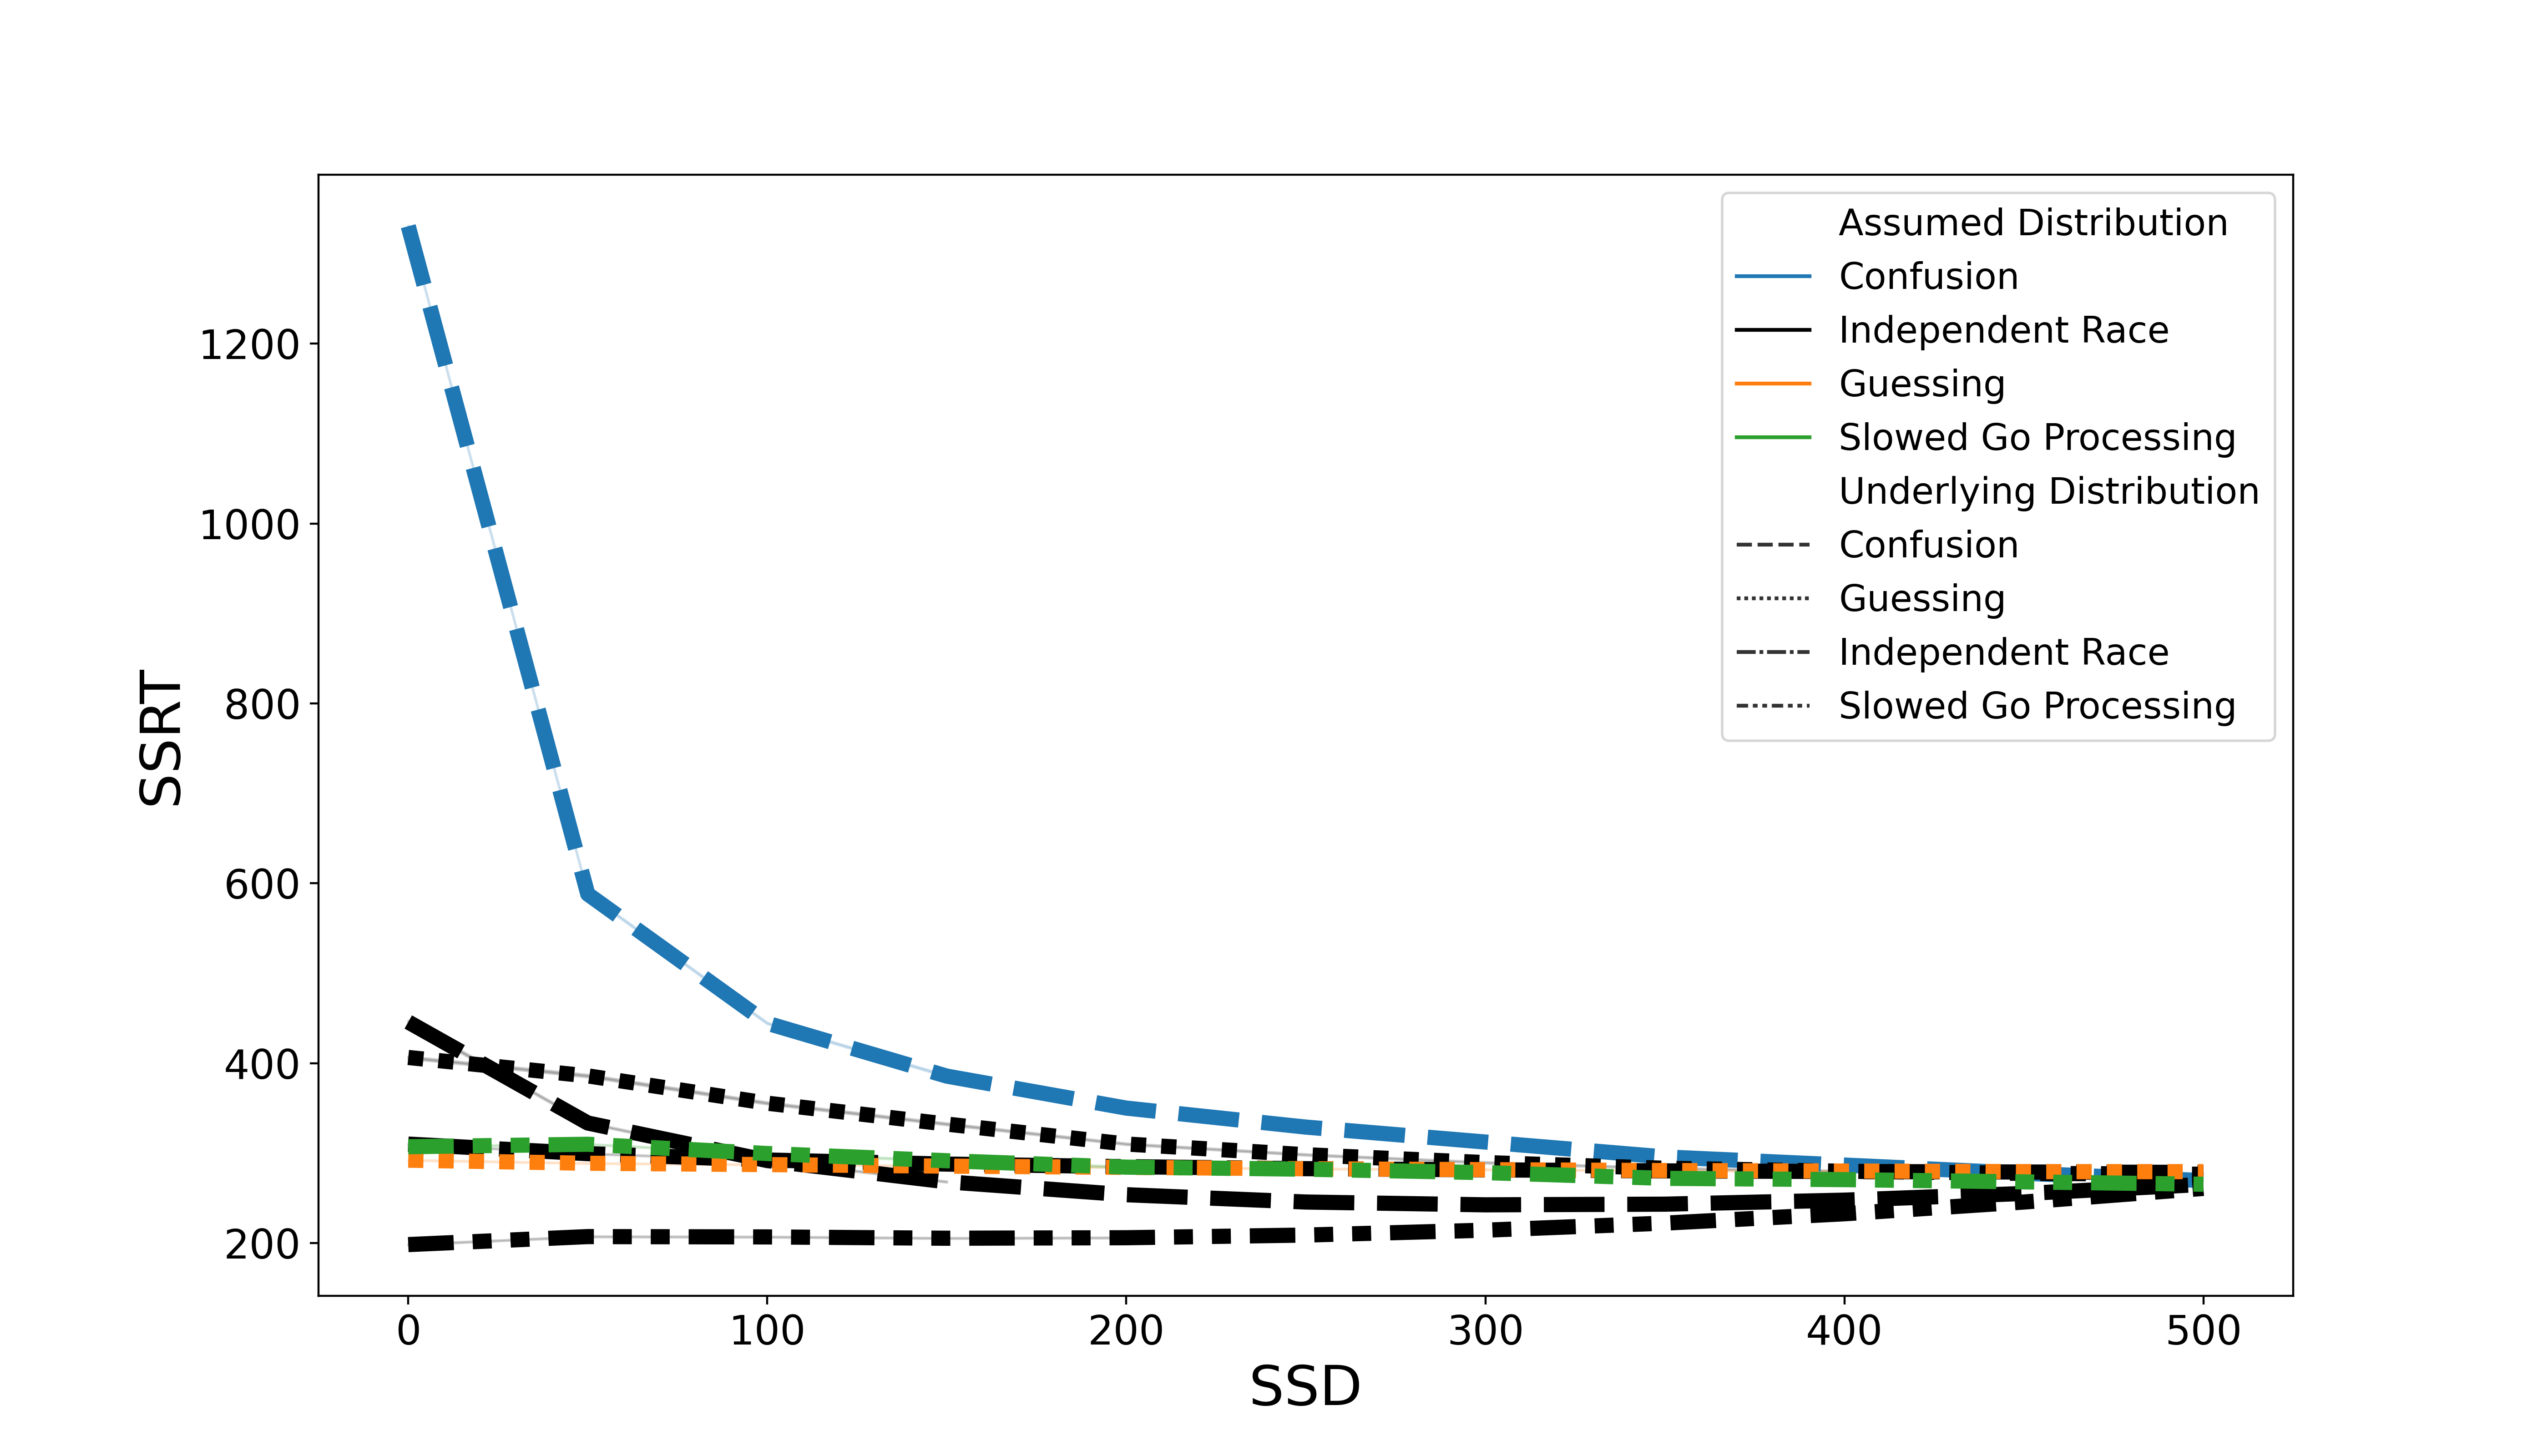 Assumed Distribution
Confusion
Independent Race
Guessing
Slowed Go Processing
Underlying Distribution
Confusion
Guessing
Independent Race
Slowed Go Processing
1200
1000
800
600
400
200
SSRT
0 100 200 300 400 500
SSD